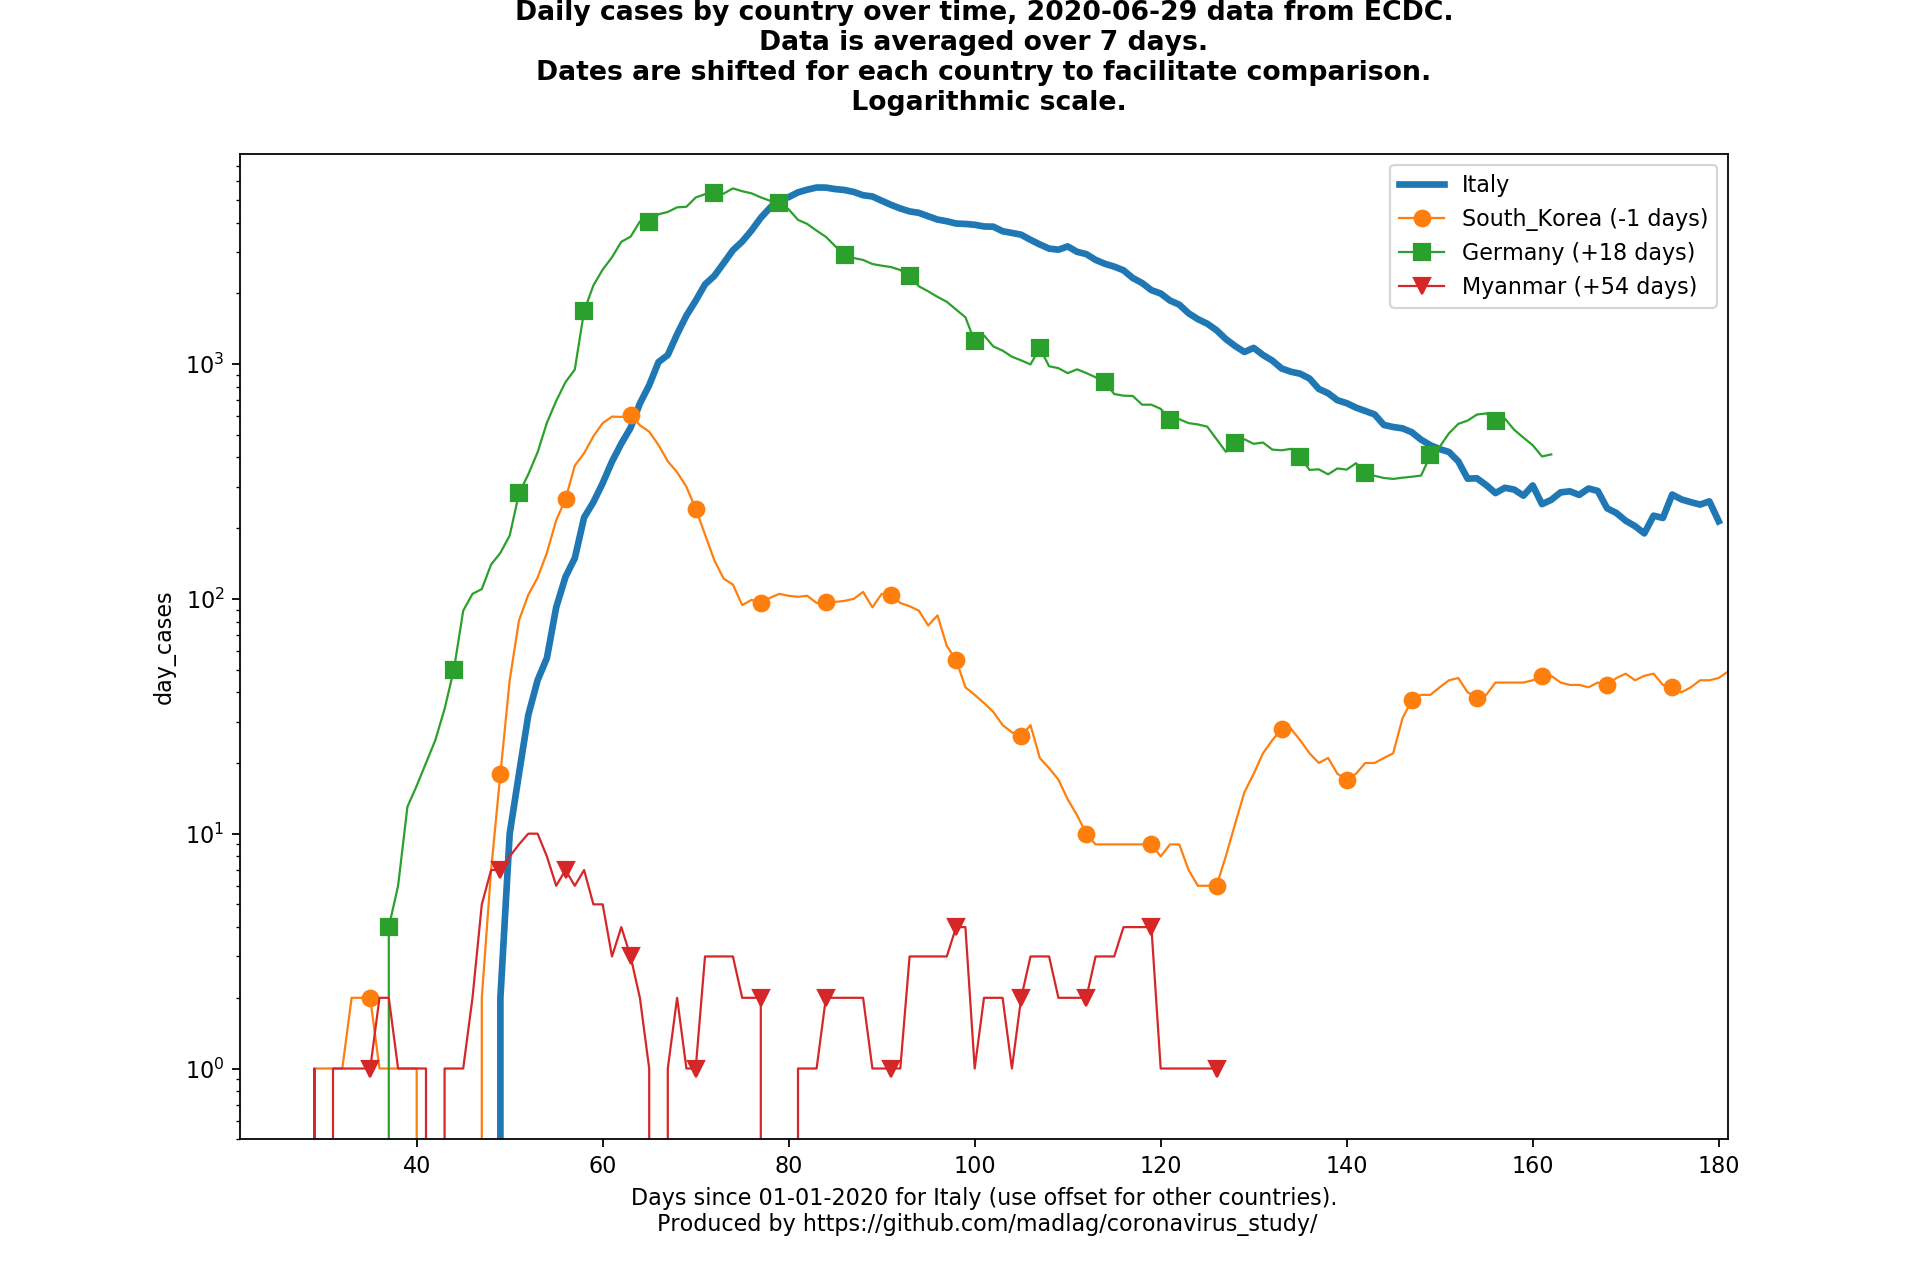 Daily cases by country over time, 2020-06-29 data from ECDC.
Data is averaged over 7 days.
Dates are shifted for each country to facilitate comparison.
Logarithmic scale.
Italy
South_Korea (-1 days)
Germany (+18 days)
Myanmar (+54 days)
day_cases
10³
10²
10¹
10⁰
40 60 80 100 120 140 160 180
Days since 01-01-2020 for Italy (use offset for other countries).
Produced by https://github.com/madlag/coronavirus_study/